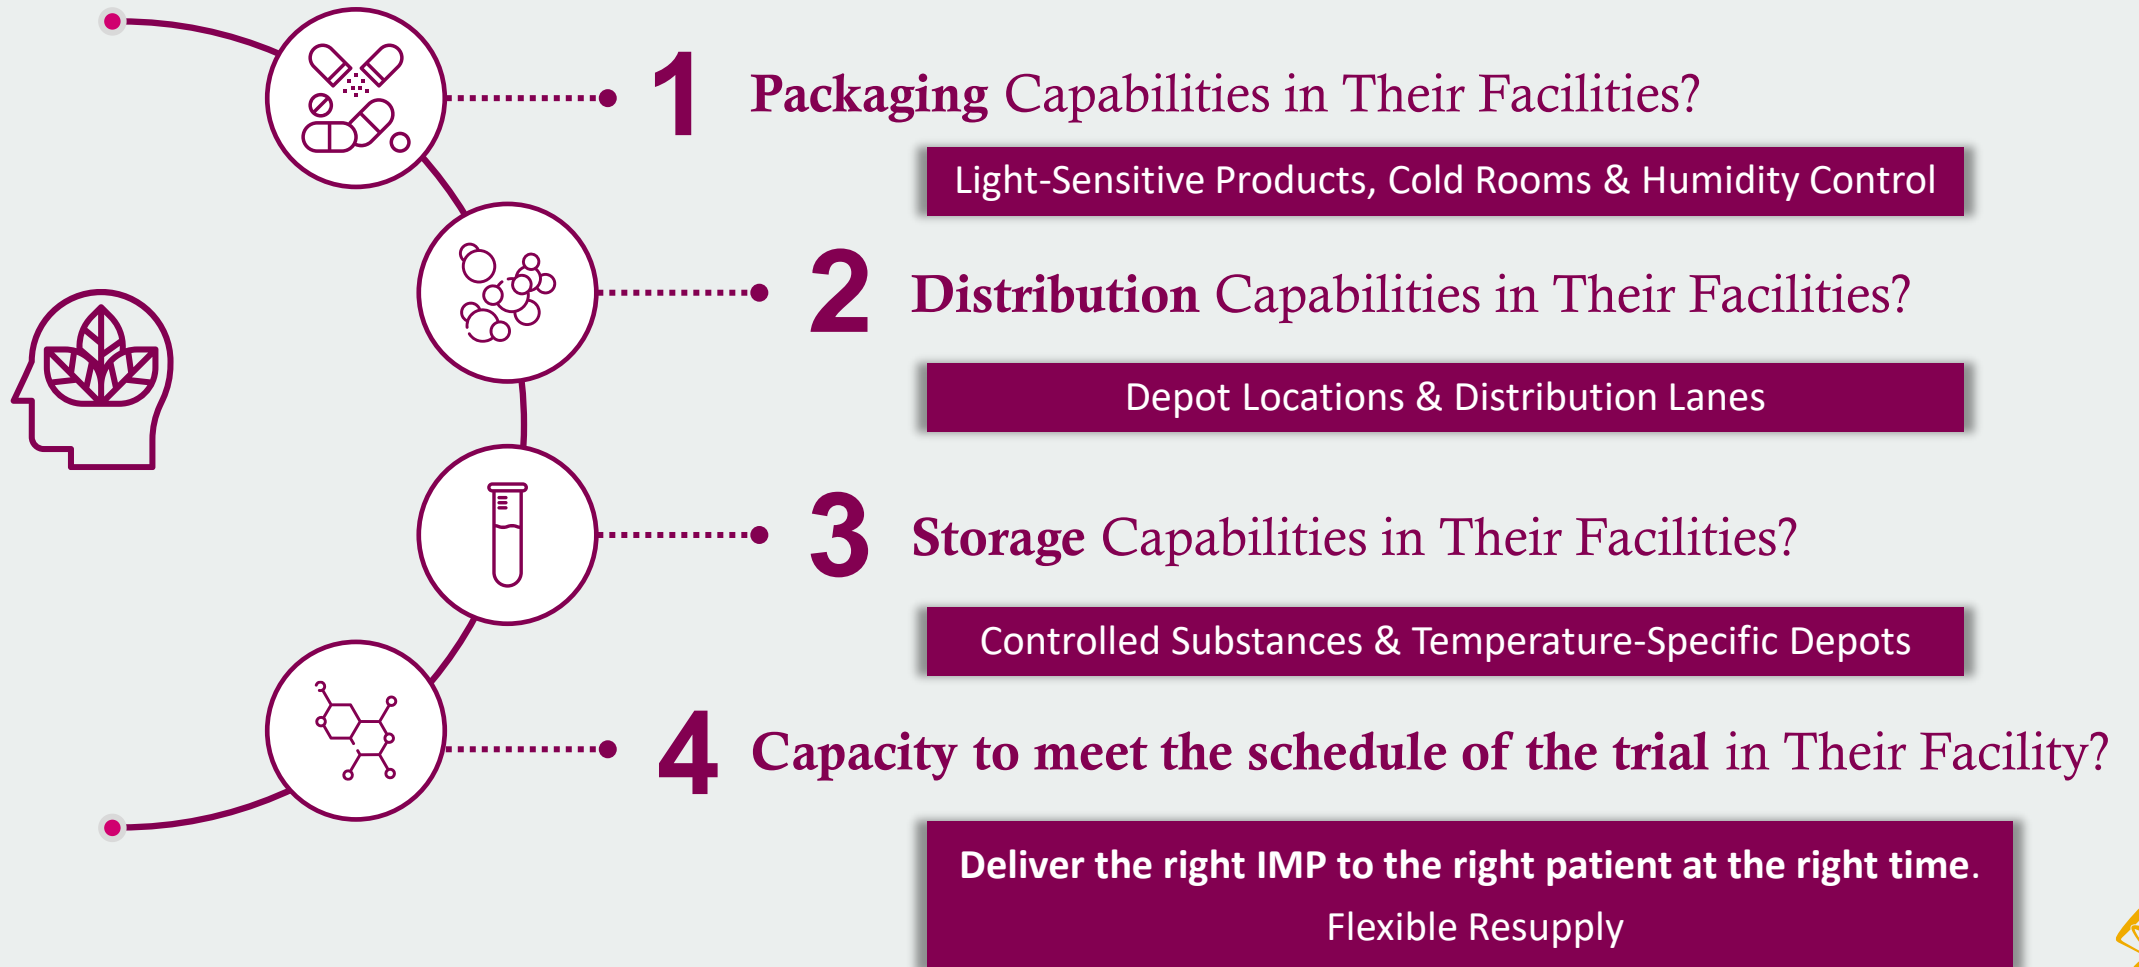 1 Packaging Capabilities in Their Facilities?
Light-Sensitive Products, Cold Rooms & Humidity Control
2 Distribution Capabilities in Their Facilities?
Depot Locations & Distribution Lanes
3 Storage Capabilities in Their Facilities?
Controlled Substances & Temperature-Specific Depots
4 Capacity to meet the schedule of the trial in Their Facility?
Deliver the right IMP to the right patient at the right time.
Flexible Resupply